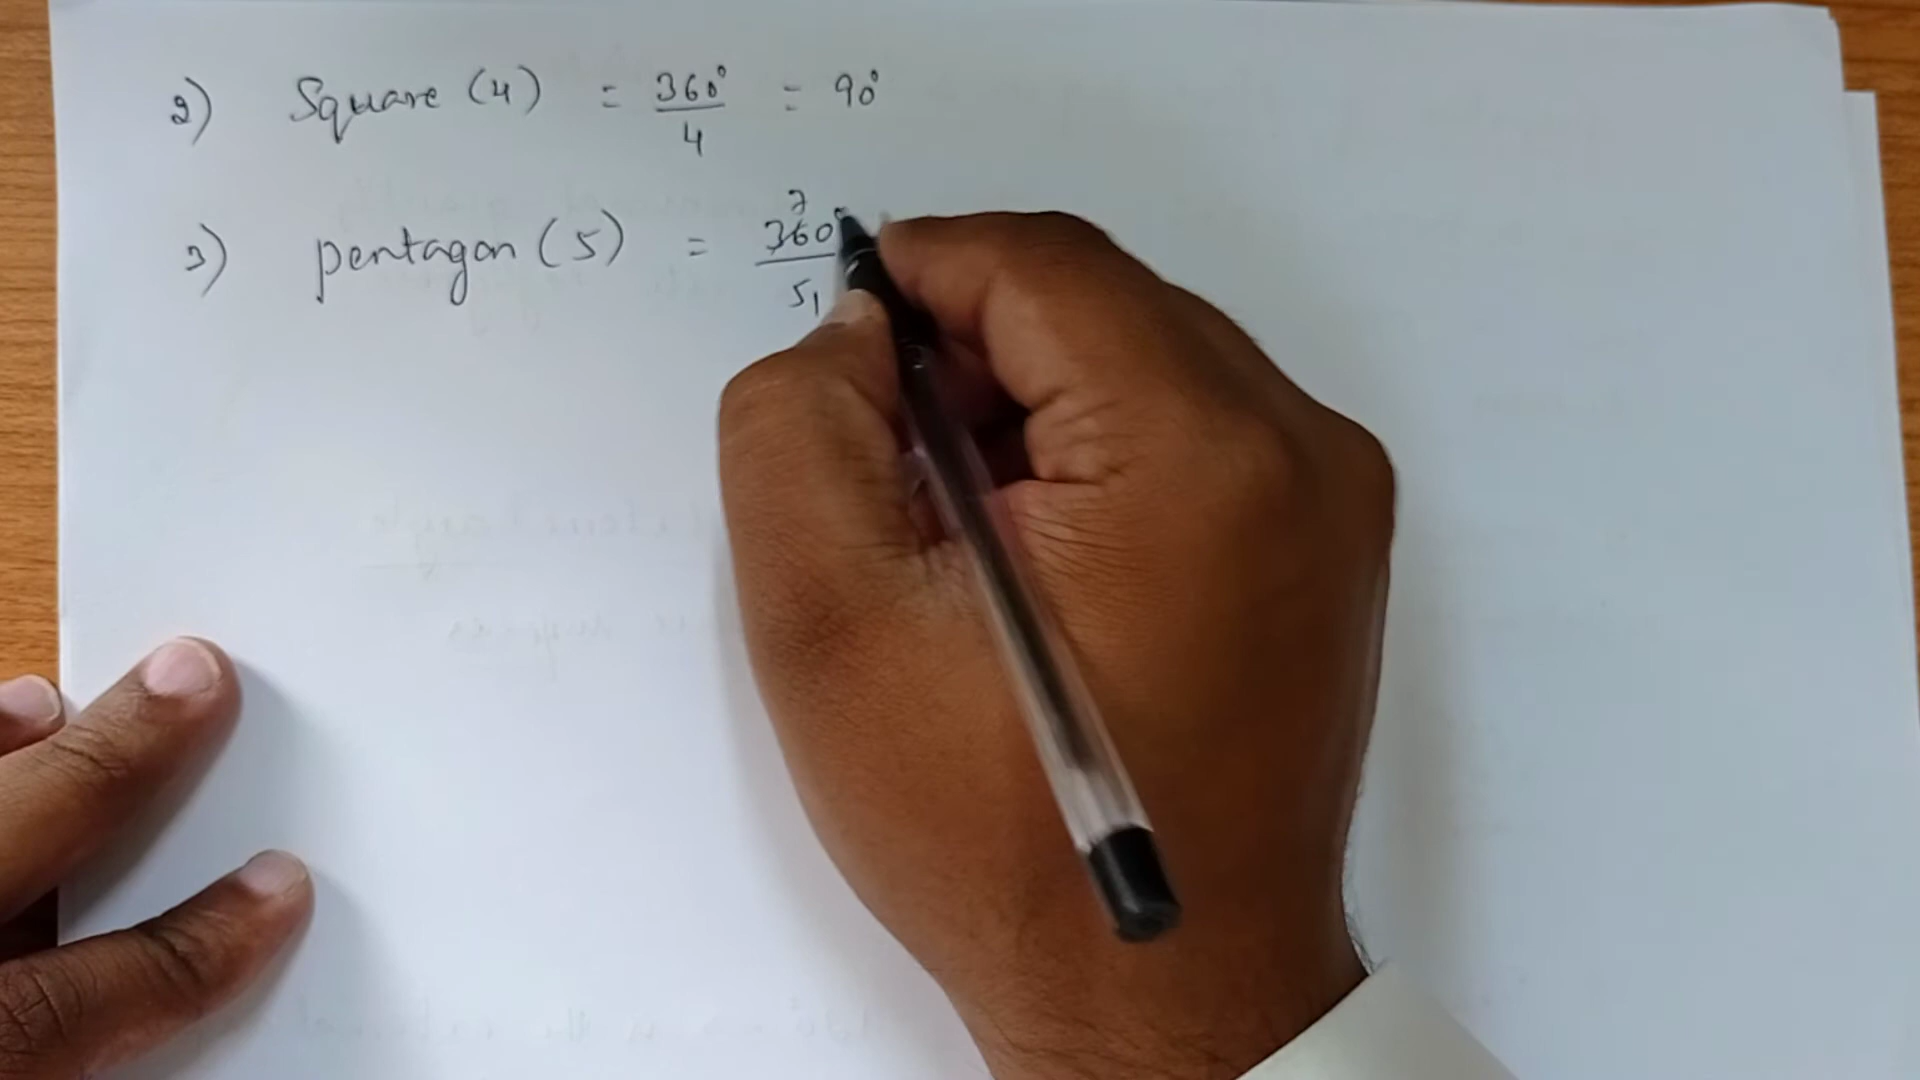 2) Square (4) = 360°/4 = 90°
3) pentagon (5) = 360°/5